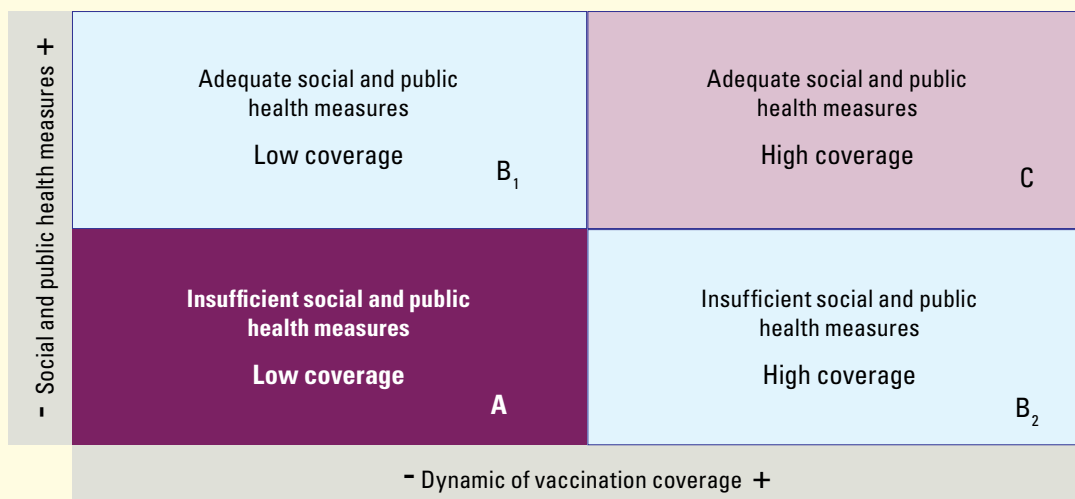 - Social and public health measures +
Adequate social and public
health measures
Low coverage
B₁
Adequate social and public
health measures
High coverage
C
Insufficient social and public
health measures
Low coverage
A
Insufficient social and public
health measures
High coverage
B₂
- Dynamic of vaccination coverage +